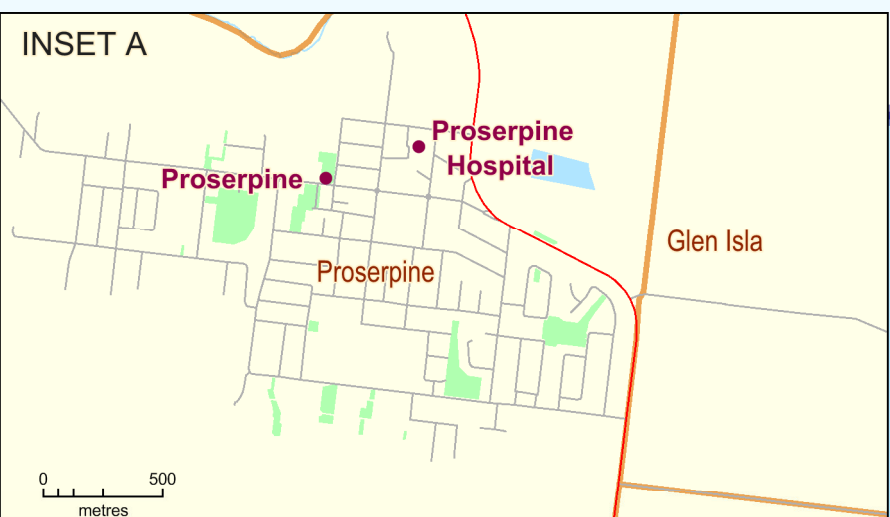 INSET A
Proserpine
Hospital
Proserpine
Glen Isla
Proserpine
0 500
metres